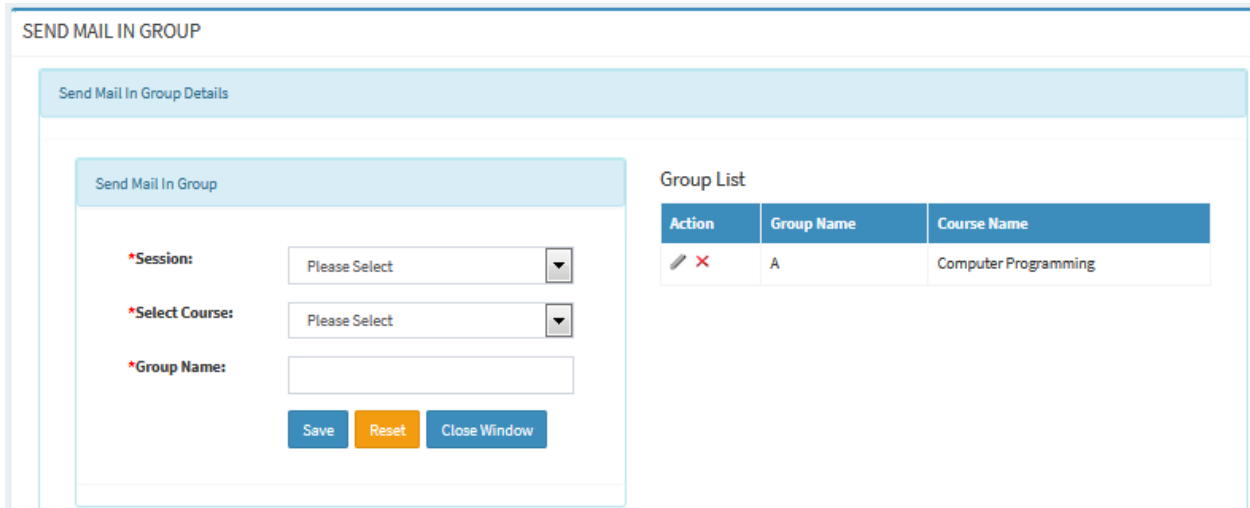 SEND MAIL IN GROUP
Send Mail In Group Details
Send Mail In Group
*Session:
Please Select
*Select Course:
Please Select
*Group Name:
Save Reset Close Window
Group List
Action Group Name Course Name
A Computer Programming